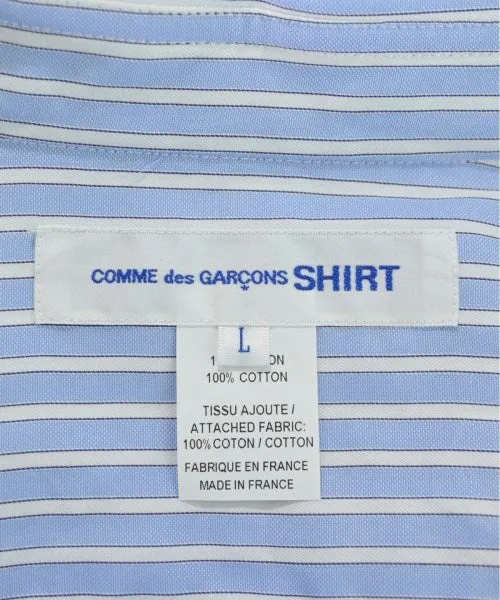 COMME des GARÇONS SHIRT
L
100% COTTON
TISSU AJOUTE /
ATTACHED FABRIC:
100% COTON / COTTON
FABRIQUE EN FRANCE
MADE IN FRANCE